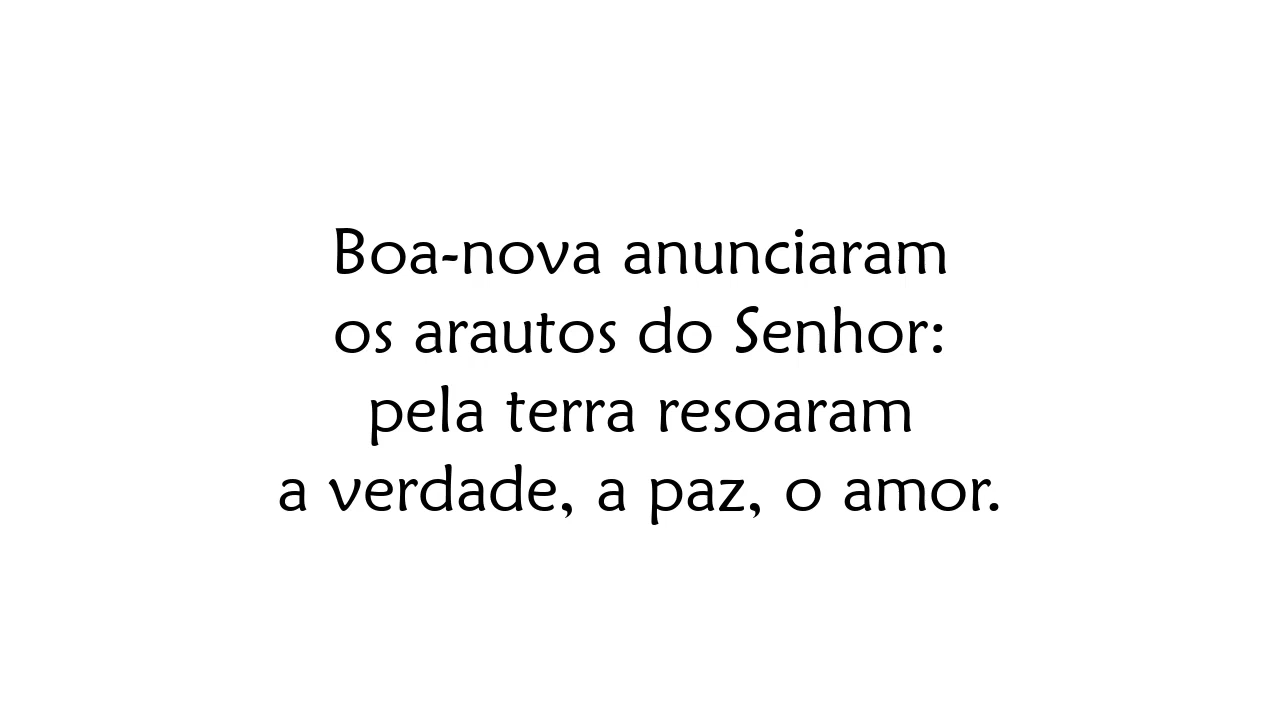 Boa-nova anunciaram
os arautos do Senhor:
pela terra resoaram
a verdade, a paz, o amor.